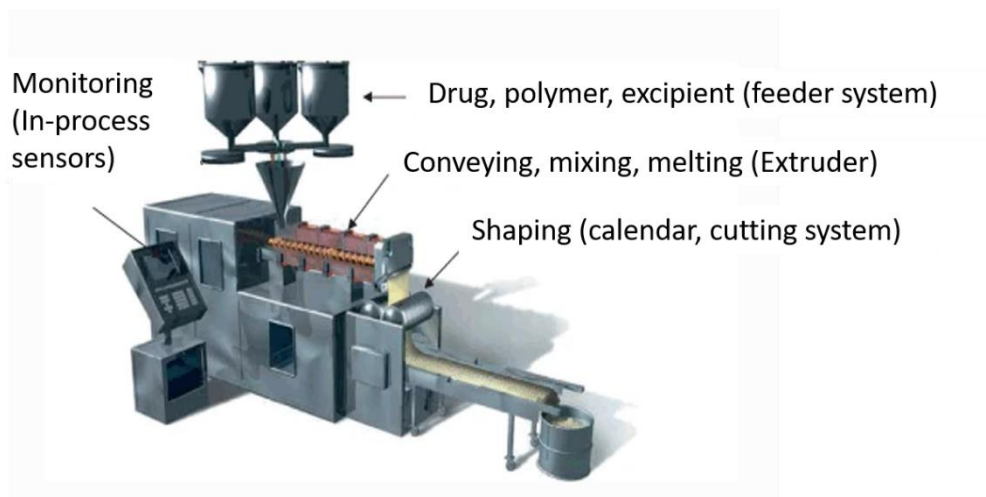 Monitoring
(In-process
sensors)
Drug, polymer, excipient (feeder system)
Conveying, mixing, melting (Extruder)
Shaping (calendar, cutting system)